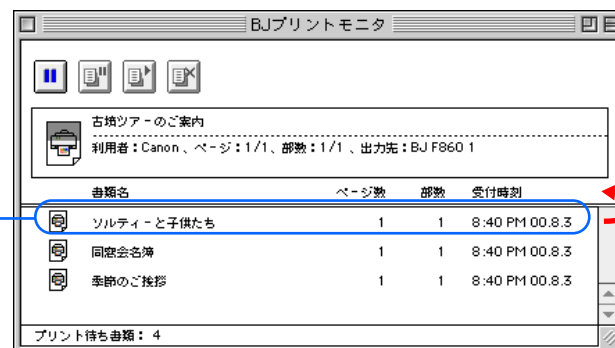 BJプリントモニタ
古墳ツアーのご案内
利用者：Canon、ページ：1/1、部数：1/1、出力先：BJ F860 1
書類名 ページ数 部数 受付時刻
ソルティーと子供たち 1 1 8:40 PM 00.8.3
同窓会名簿 1 1 8:40 PM 00.8.3
季節のご挨拶 1 1 8:40 PM 00.8.3
プリント待ち書類： 4